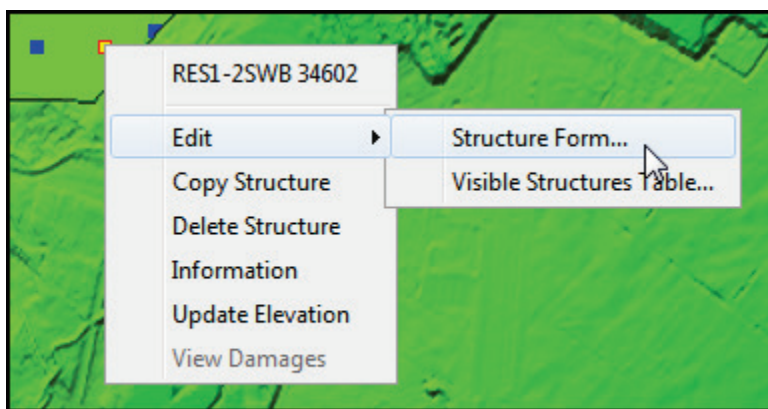 RES1-2SWB 34602
Edit
Structure Form...
Copy Structure
Visible Structures Table...
Delete Structure
Information
Update Elevation
View Damages